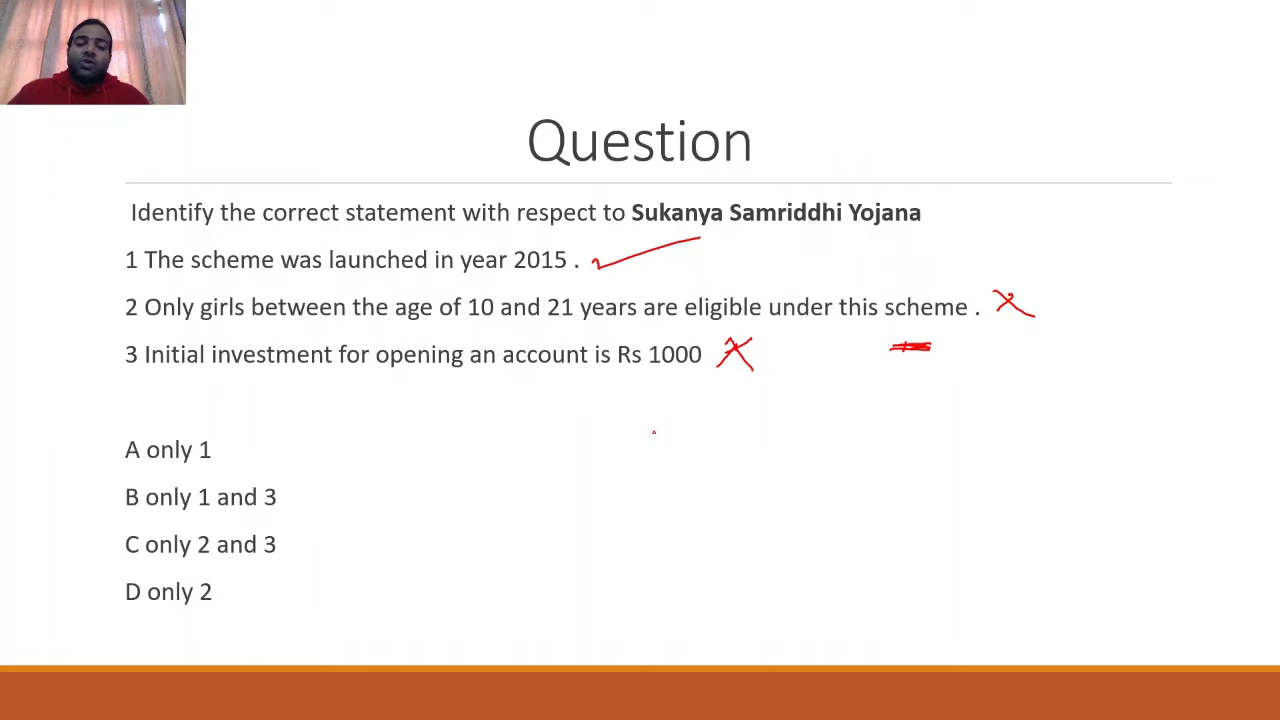 Question
Identify the correct statement with respect to Sukanya Samriddhi Yojana
1 The scheme was launched in year 2015 .
2 Only girls between the age of 10 and 21 years are eligible under this scheme .
3 Initial investment for opening an account is Rs 1000
A only 1
B only 1 and 3
C only 2 and 3
D only 2